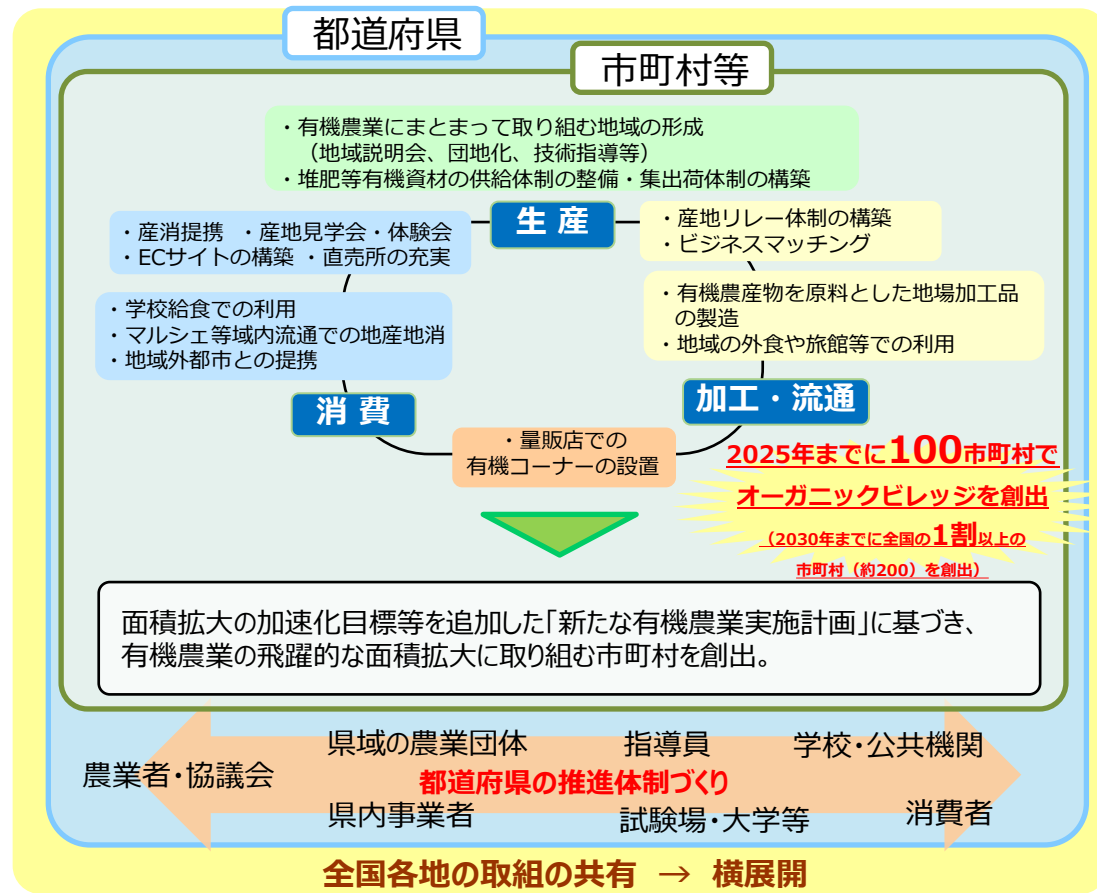 都道府県
市町村等
・有機農業にまとまって取り組む地域の形成
（地域説明会、団地化、技術指導等）
・堆肥等有機資材の供給体制の整備・集出荷体制の構築
生 産
・産消提携 ・産地見学会・体験会
・ECサイトの構築 ・直売所の充実
・産地リレー体制の構築
・ビジネスマッチング
・学校給食での利用
・マルシェ等域内流通での地産地消
・地域外都市との提携
・有機農産物を原料とした地場加工品
の製造
・地域の外食や旅館等での利用
消 費
加工・流通
・量販店での
有機コーナーの設置
2025年までに100市町村で
オーガニックビレッジを創出
（2030年までに全国の1割以上の
市町村（約200）を創出）
面積拡大の加速化目標等を追加した「新たな有機農業実施計画」に基づき、
有機農業の飛躍的な面積拡大に取り組む市町村を創出。
県域の農業団体 指導員 学校・公共機関
農業者・協議会
都道府県の推進体制づくり
県内事業者 試験場・大学等 消費者
全国各地の取組の共有 → 横展開